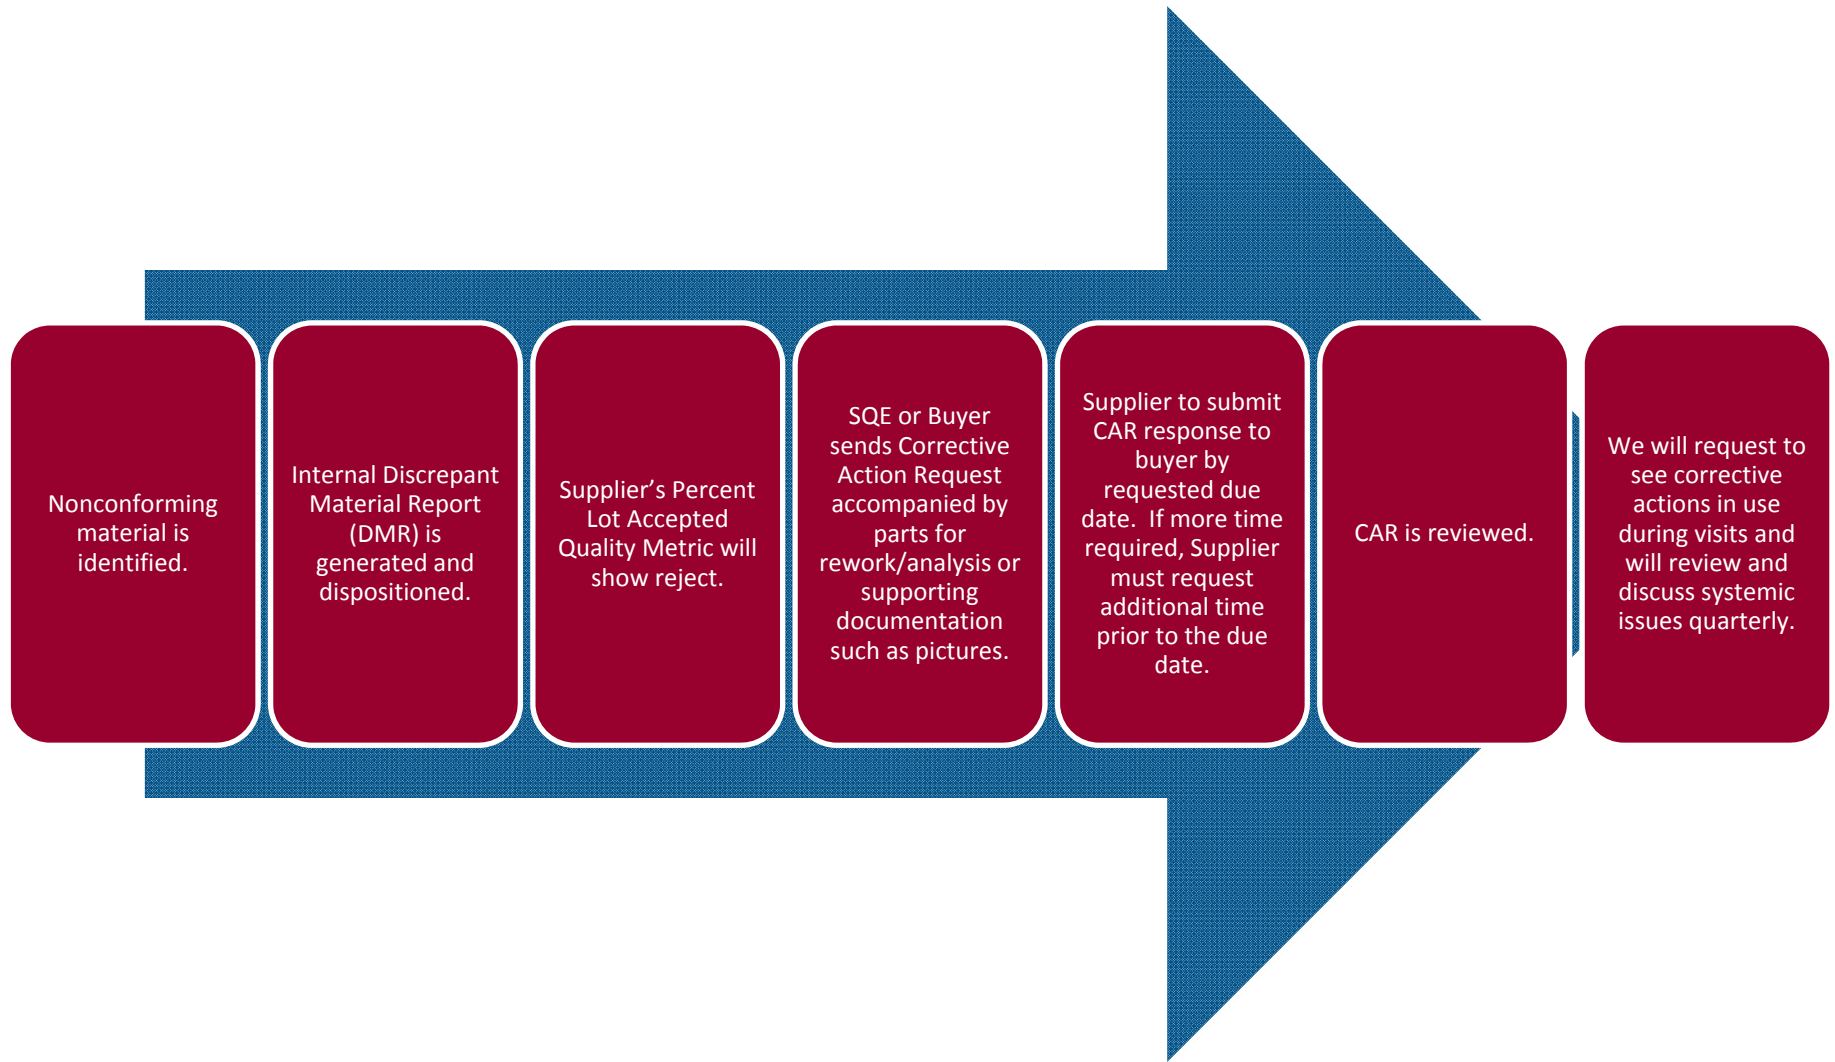 Nonconforming
material is
identified.
Internal Discrepant
Material Report
(DMR) is
generated and
dispositioned.
Supplier’s Percent
Lot Accepted
Quality Metric will
show reject.
SQE or Buyer
sends Corrective
Action Request
accompanied by
parts for
rework/analysis or
supporting
documentation
such as pictures.
Supplier to submit
CAR response to
buyer by
requested due
date.  If more time
required, Supplier
must request
additional time
prior to the due
date.
CAR is reviewed.
We will request to
see corrective
actions in use
during visits and
will review and
discuss systemic
issues quarterly.